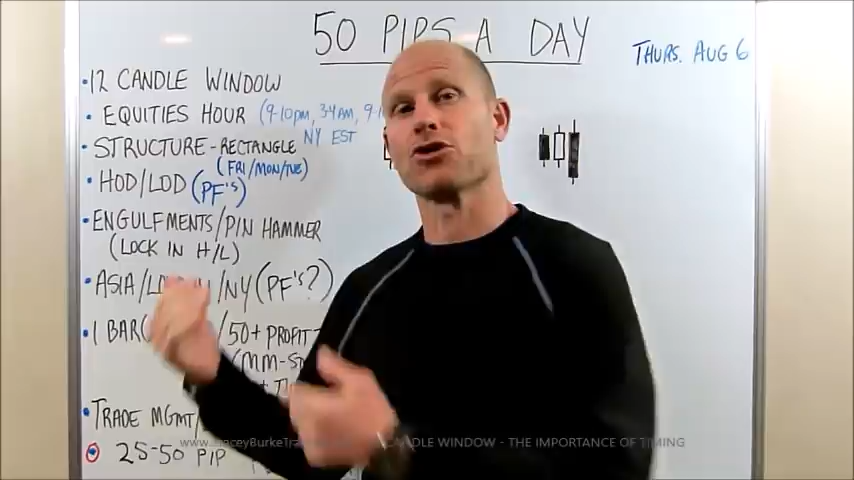 50 PIPS A DAY
THURS. AUG 6
•12 CANDLE WINDOW
• EQUITIES HOUR (9-10pm, 3-4AM, 9-
NY EST
• STRUCTURE-RECTANGLE
(FRI/MON/TUE)
• HOD/LOD (PF'S)
• ENGULFMENTS/PIN HAMMER
(LOCK IN H/L)
• ASIA/ /NY (PF'S?)
• 1 BAR( /50+ PROFIT
(MM-
• TRADE MGMT/
25-50 PIP
CANDLE WINDOW - THE IMPORTANCE OF TIMING